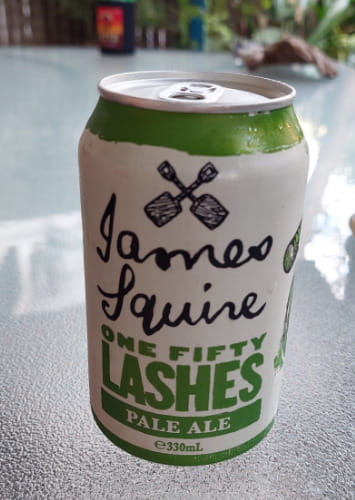 James
Squire
ONE FIFTY
LASHES
PALE ALE
℮330mL